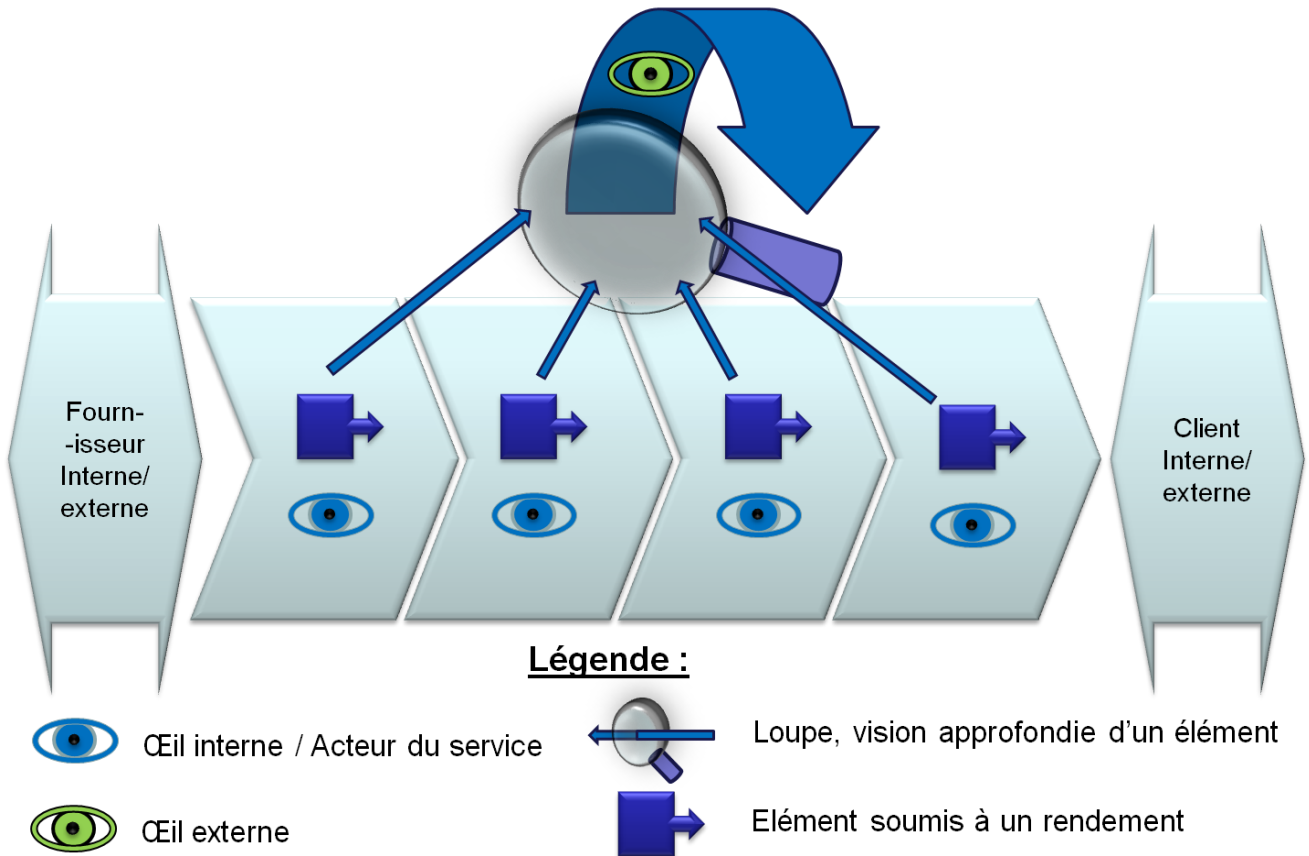 Fourn-
-isseur
Interne/
externe
Client
Interne/
externe
Légende :
Œil interne / Acteur du service
Loupe, vision approfondie d'un élément
Œil externe
Elément soumis à un rendement